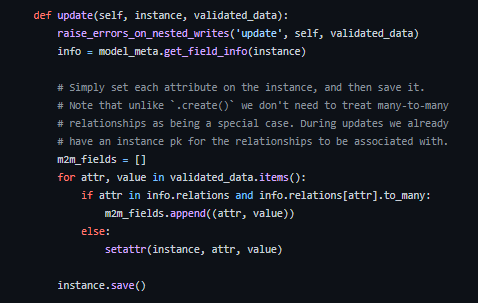 def update(self, instance, validated_data):
    raise_errors_on_nested_writes('update', self, validated_data)
    info = model_meta.get_field_info(instance)

    # Simply set each attribute on the instance, and then save it.
    # Note that unlike `.create()` we don't need to treat many-to-many
    # relationships as being a special case. During updates we already
    # have an instance pk for the relationships to be associated with.
    m2m_fields = []
    for attr, value in validated_data.items():
        if attr in info.relations and info.relations[attr].to_many:
            m2m_fields.append((attr, value))
        else:
            setattr(instance, attr, value)

    instance.save()